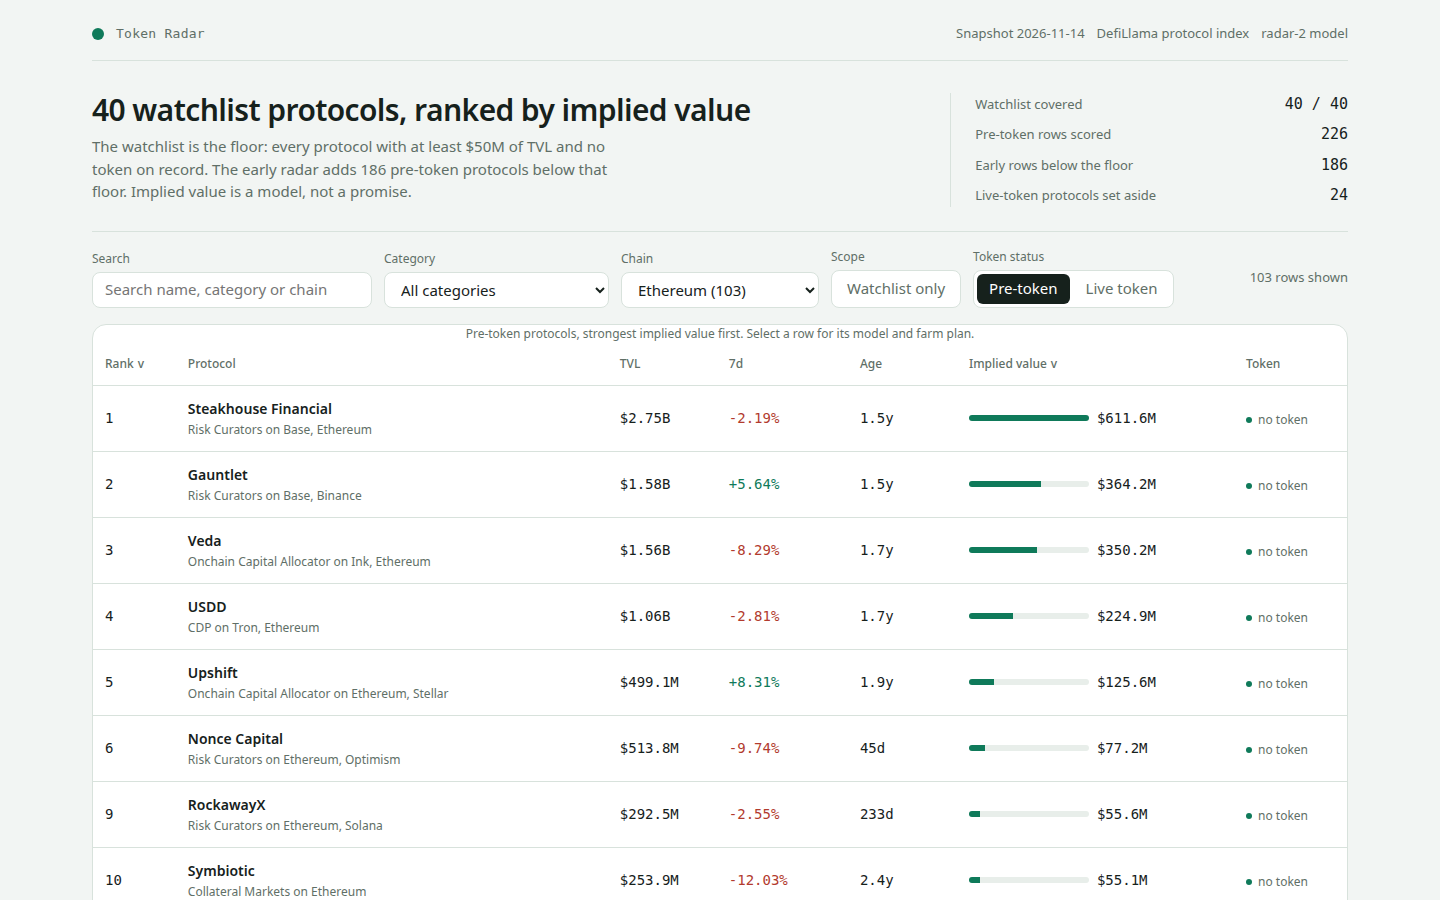 Token Radar
Snapshot 2026-11-14 DefiLlama protocol index radar-2 model
40 watchlist protocols, ranked by implied value
The watchlist is the floor: every protocol with at least $50M of TVL and no
token on record. The early radar adds 186 pre-token protocols below that
floor. Implied value is a model, not a promise.
Watchlist covered 40 / 40
Pre-token rows scored 226
Early rows below the floor 186
Live-token protocols set aside 24
Search Category Chain Scope Token status
Search name, category or chain All categories Ethereum (103) Watchlist only Pre-token Live token 103 rows shown
Pre-token protocols, strongest implied value first. Select a row for its model and farm plan.
Rank v Protocol TVL 7d Age Implied value v Token
1 Steakhouse Financial $2.75B -2.19% 1.5y $611.6M no token
Risk Curators on Base, Ethereum
2 Gauntlet $1.58B +5.64% 1.5y $364.2M no token
Risk Curators on Base, Binance
3 Veda $1.56B -8.29% 1.7y $350.2M no token
Onchain Capital Allocator on Ink, Ethereum
4 USDD $1.06B -2.81% 1.7y $224.9M no token
CDP on Tron, Ethereum
5 Upshift $499.1M +8.31% 1.9y $125.6M no token
Onchain Capital Allocator on Ethereum, Stellar
6 Nonce Capital $513.8M -9.74% 45d $77.2M no token
Risk Curators on Ethereum, Optimism
9 RockawayX $292.5M -2.55% 233d $55.6M no token
Risk Curators on Ethereum, Solana
10 Symbiotic $253.9M -12.03% 2.4y $55.1M no token
Collateral Markets on Ethereum